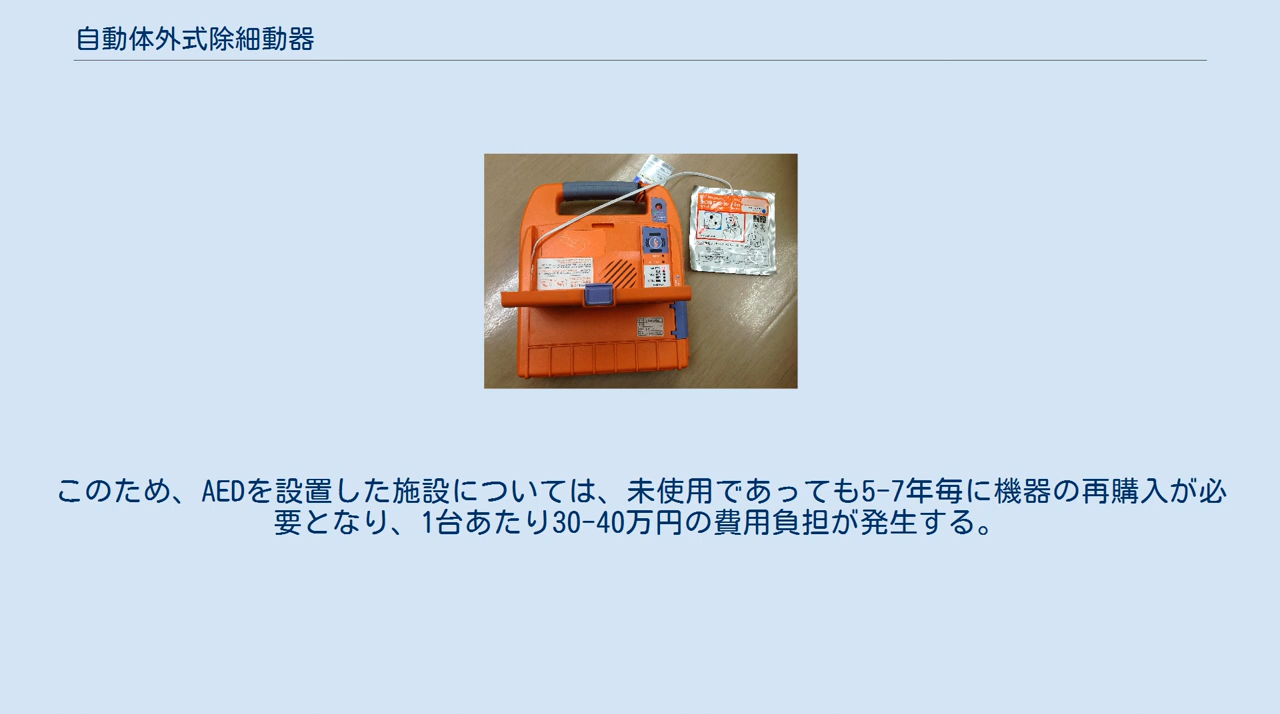 自動体外式除細動器
このため、AEDを設置した施設については、未使用であっても5-7年毎に機器の再購入が必
要となり、1台あたり30-40万円の費用負担が発生する。